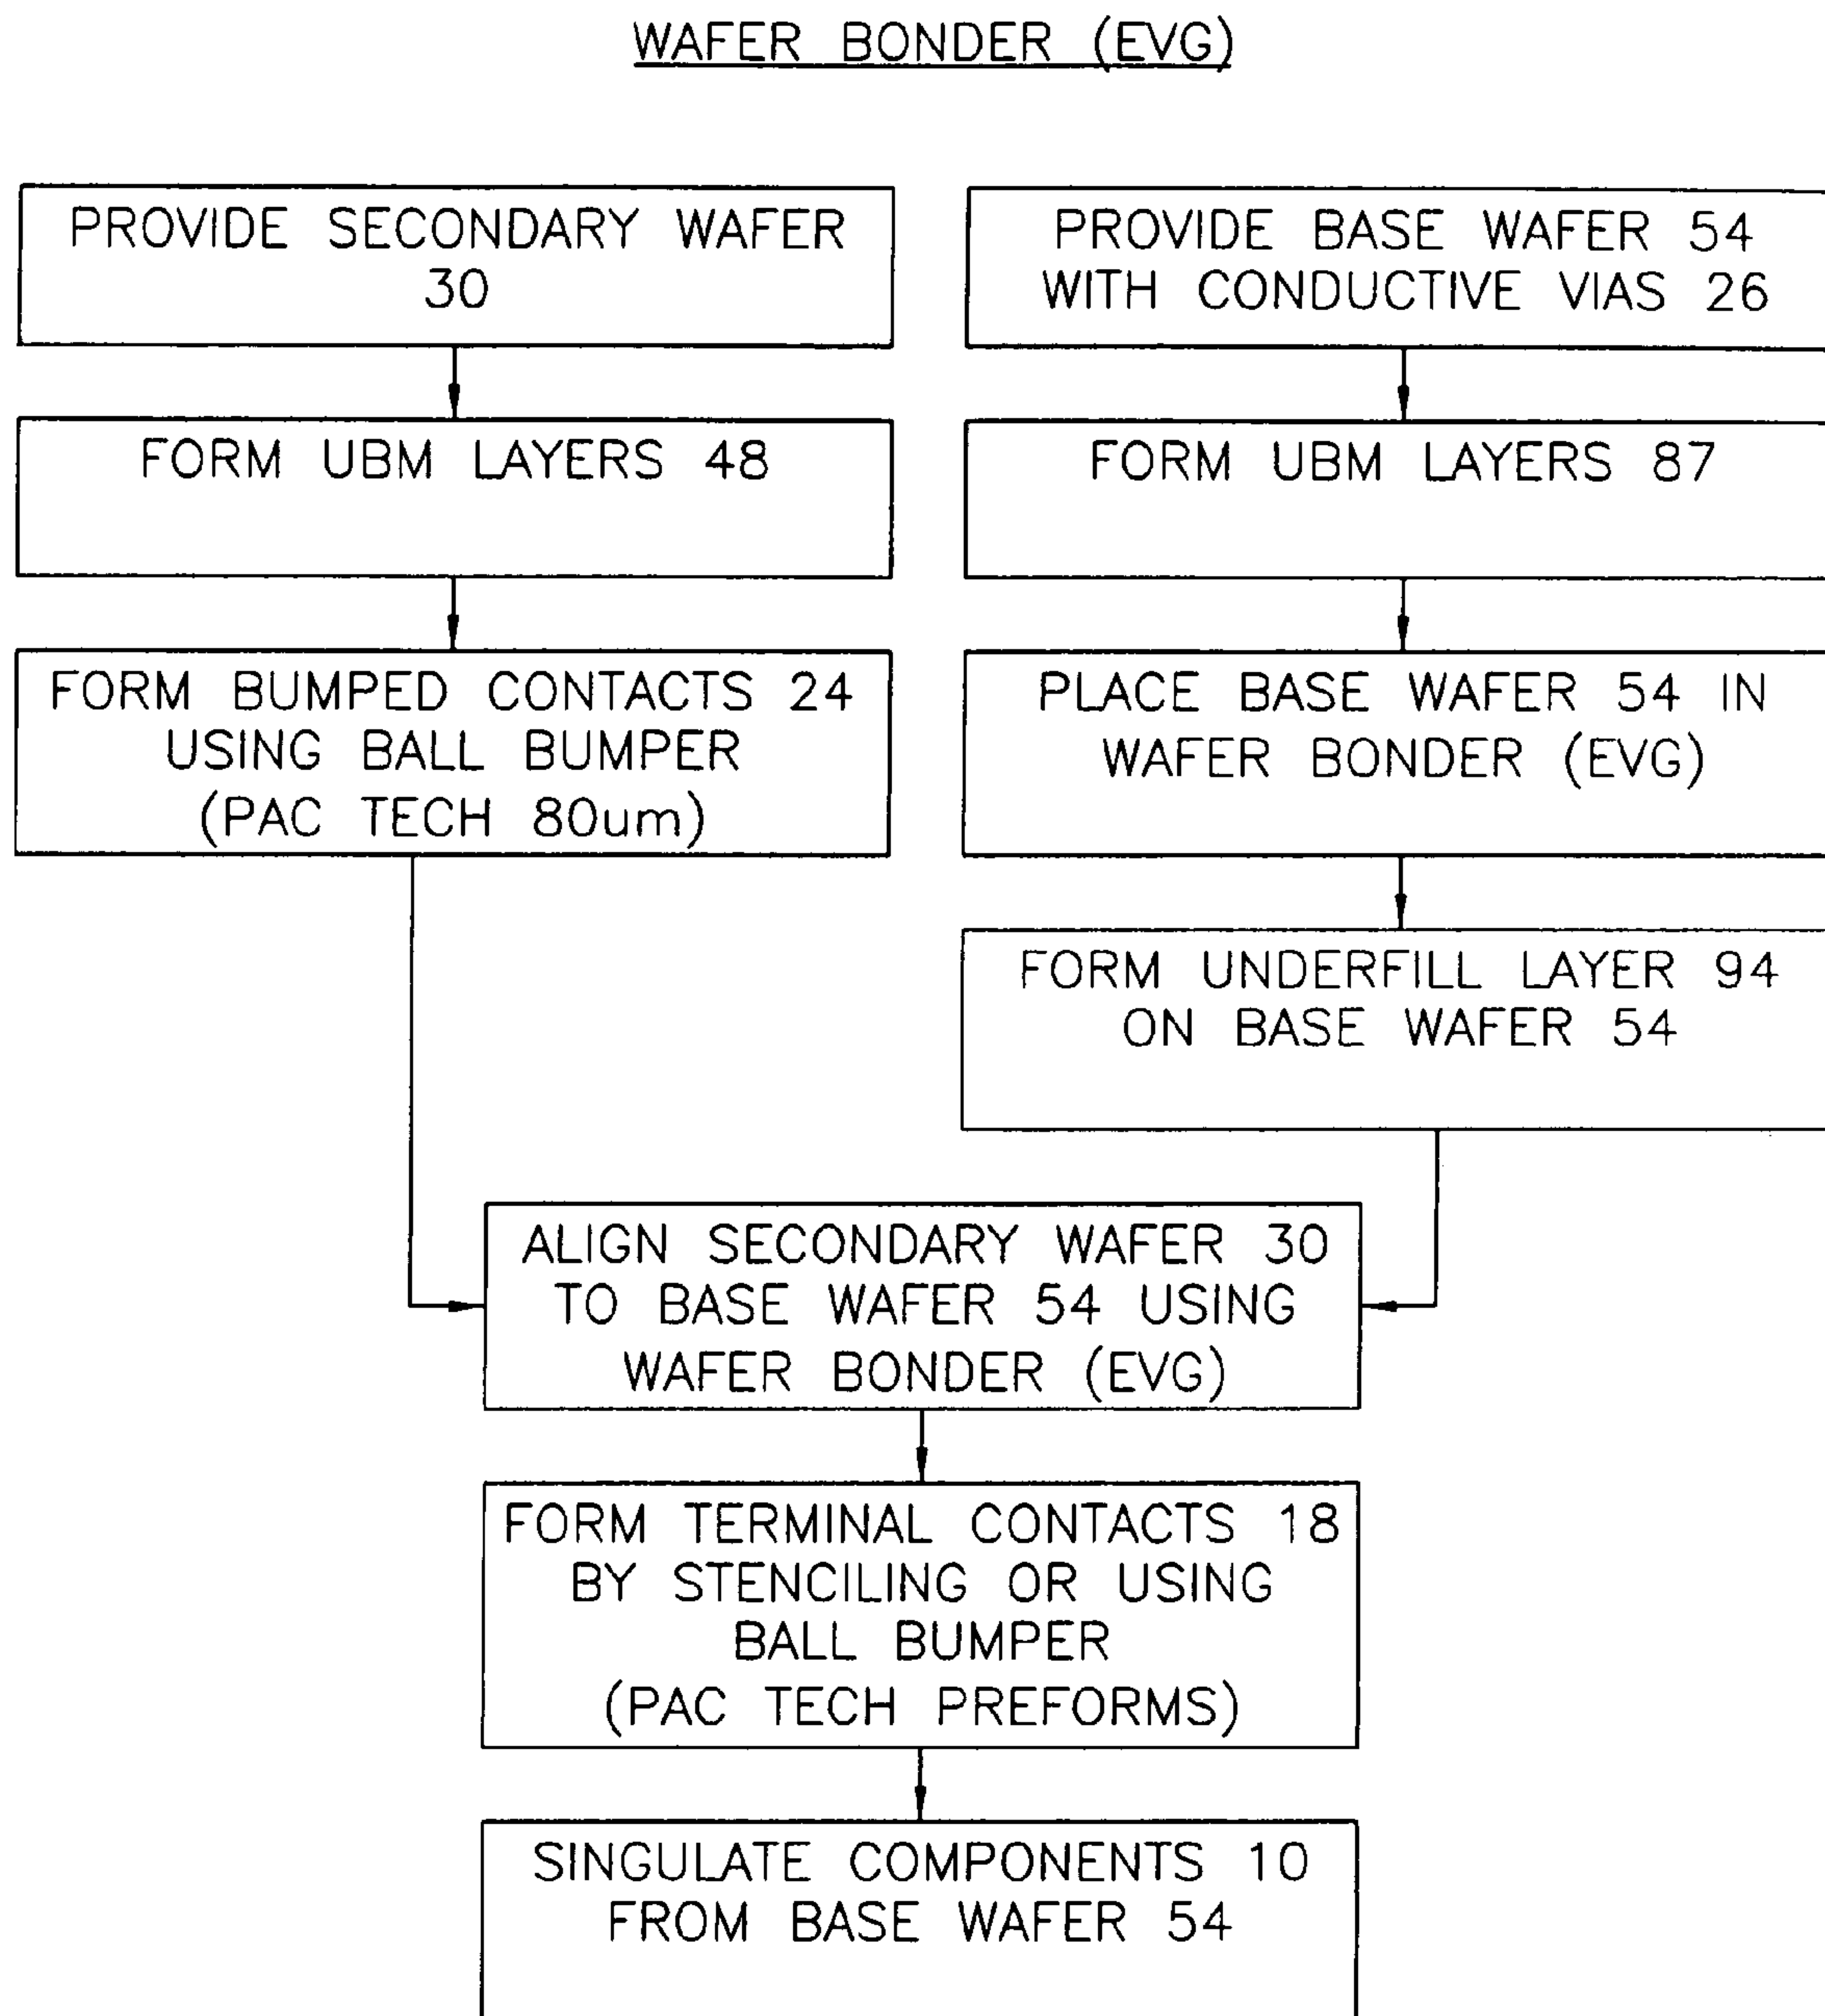 WAFER BONDER (EVG)
PROVIDE SECONDARY WAFER
30
FORM UBM LAYERS 48
FORM BUMPED CONTACTS 24
USING BALL BUMPER
(PAC TECH 80um)
PROVIDE BASE WAFER 54
WITH CONDUCTIVE VIAS 26
FORM UBM LAYERS 87
PLACE BASE WAFER 54 IN
WAFER BONDER (EVG)
FORM UNDERFILL LAYER 94
ON BASE WAFER 54
ALIGN SECONDARY WAFER 30
TO BASE WAFER 54 USING
WAFER BONDER (EVG)
FORM TERMINAL CONTACTS 18
BY STENCILING OR USING
BALL BUMPER
(PAC TECH PREFORMS)
SINGULATE COMPONENTS 10
FROM BASE WAFER 54